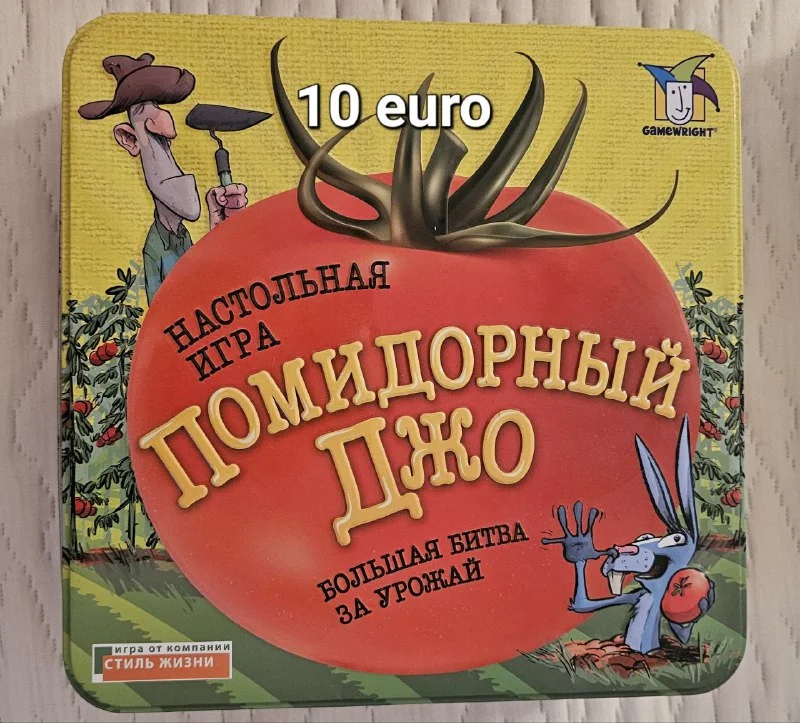 10 euro
GAMEWRIGHT®
НАСТОЛЬНАЯ
ИГРА
ПОМИДОРНЫЙ
ДЖО
БОЛЬШАЯ БИТВА
ЗА УРОЖАЙ
игра от компании
СТИЛЬ ЖИЗНИ